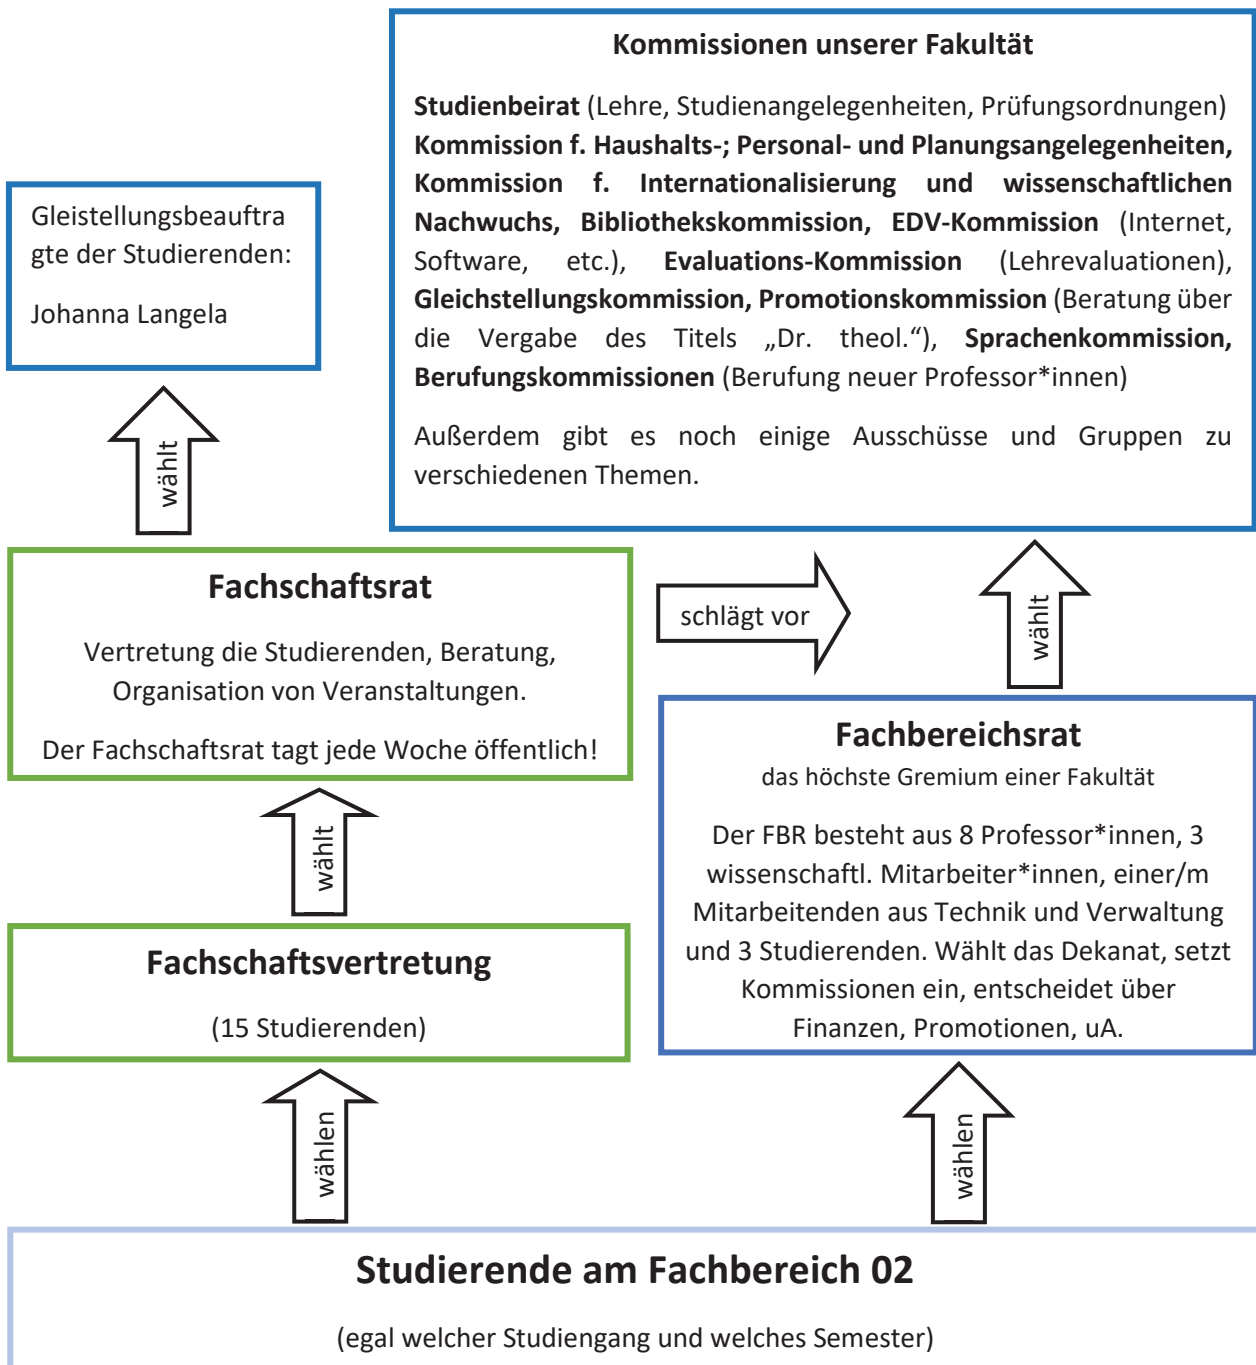 Kommissionen unserer Fakultät
Studienbeirat (Lehre, Studienangelegenheiten, Prüfungsordnungen)
Kommission f. Haushalts-; Personal- und Planungsangelegenheiten,
Kommission f. Internationalisierung und wissenschaftlichen
Nachwuchs, Bibliothekskommission, EDV-Kommission (Internet,
Software, etc.), Evaluations-Kommission (Lehrevaluationen),
Gleichstellungskommission, Promotionskommission (Beratung über
die Vergabe des Titels „Dr. theol.“), Sprachenkommission,
Berufungskommissionen (Berufung neuer Professor*innen)
Außerdem gibt es noch einige Ausschüsse und Gruppen zu
verschiedenen Themen.
Gleistellungsbeauftra
gte der Studierenden:
Johanna Langela
wählt
Fachschaftsrat
Vertretung die Studierenden, Beratung,
Organisation von Veranstaltungen.
Der Fachschaftsrat tagt jede Woche öffentlich!
schlägt vor
wählt
Fachbereichsrat
das höchste Gremium einer Fakultät
Der FBR besteht aus 8 Professor*innen, 3
wissenschaftl. Mitarbeiter*innen, einer/m
Mitarbeitenden aus Technik und Verwaltung
und 3 Studierenden. Wählt das Dekanat, setzt
Kommissionen ein, entscheidet über
Finanzen, Promotionen, uA.
wählt
Fachschaftsvertretung
(15 Studierenden)
wählen
wählen
Studierende am Fachbereich 02
(egal welcher Studiengang und welches Semester)